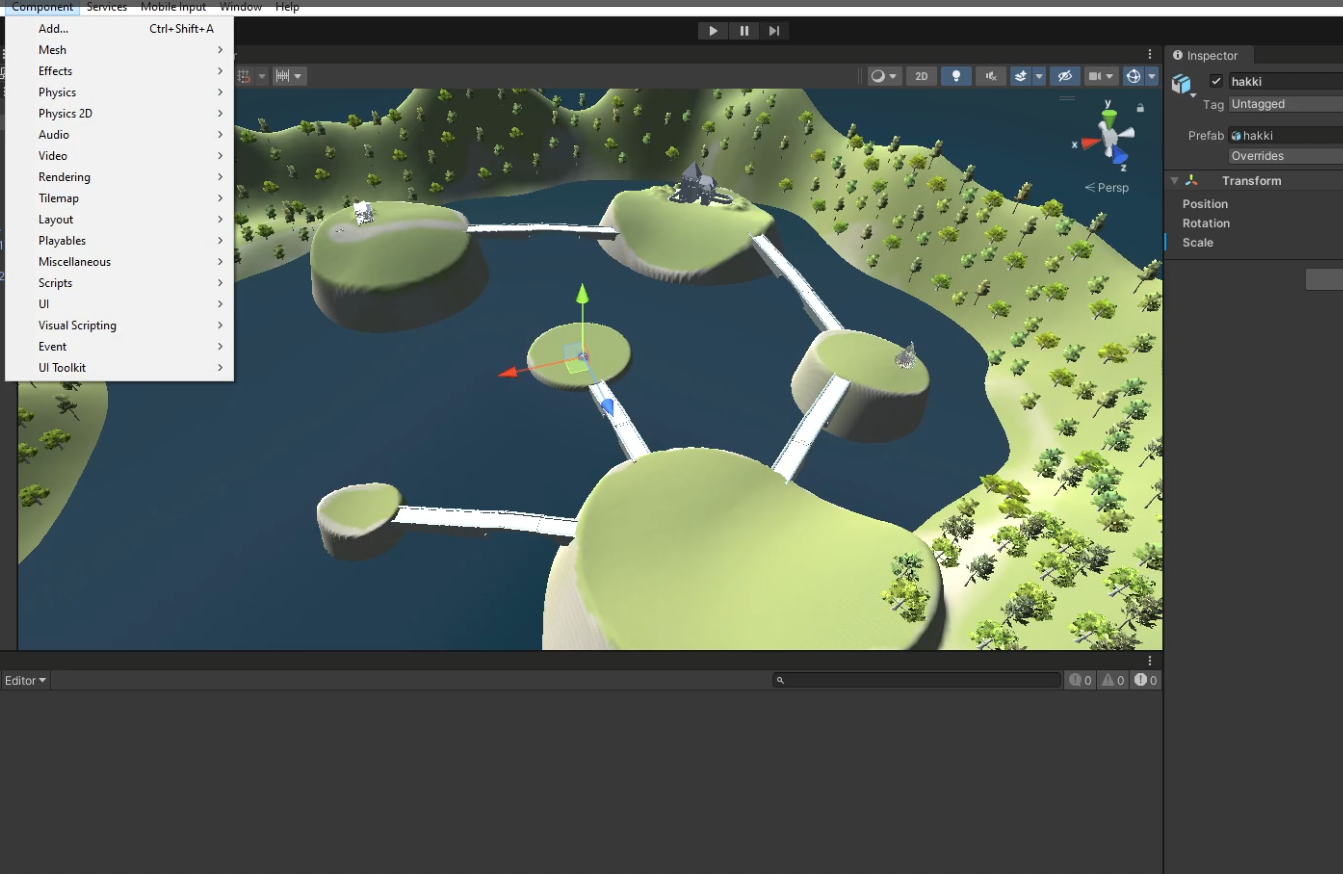 Component Services Mobile Input Window Help
Add... Ctrl+Shift+A
Mesh
Effects
Physics
Physics 2D
Audio
Video
Rendering
Tilemap
Layout
Playables
Miscellaneous
Scripts
UI
Visual Scripting
Event
UI Toolkit
2D
y
x
z
Persp
Inspector
hakki
Tag Untagged
Prefab hakki
Overrides
Transform
Position
Rotation
Scale
Editor
0 0 0